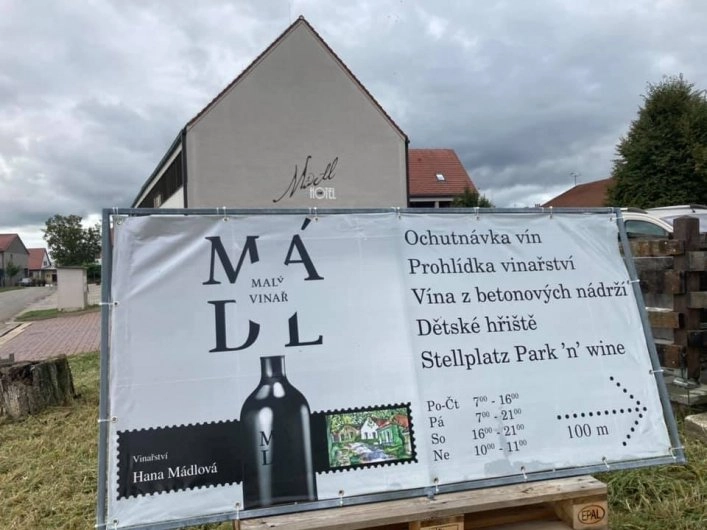 Mádl
HOTEL
MÁ
MALÝ
VINAŘ
DL
Ochutnávka vín
Prohlídka vinařství
Vína z betonových nádrží
Dětské hřiště
Stellplatz Park 'n' wine
Po-Čt 7⁰⁰ - 16⁰⁰
Pá 7⁰⁰ - 21⁰⁰
So 16⁰⁰ - 21⁰⁰
Ne 10⁰⁰ - 11⁰⁰
100 m
M
L
Vinařství
Hana Mádlová
EPAL